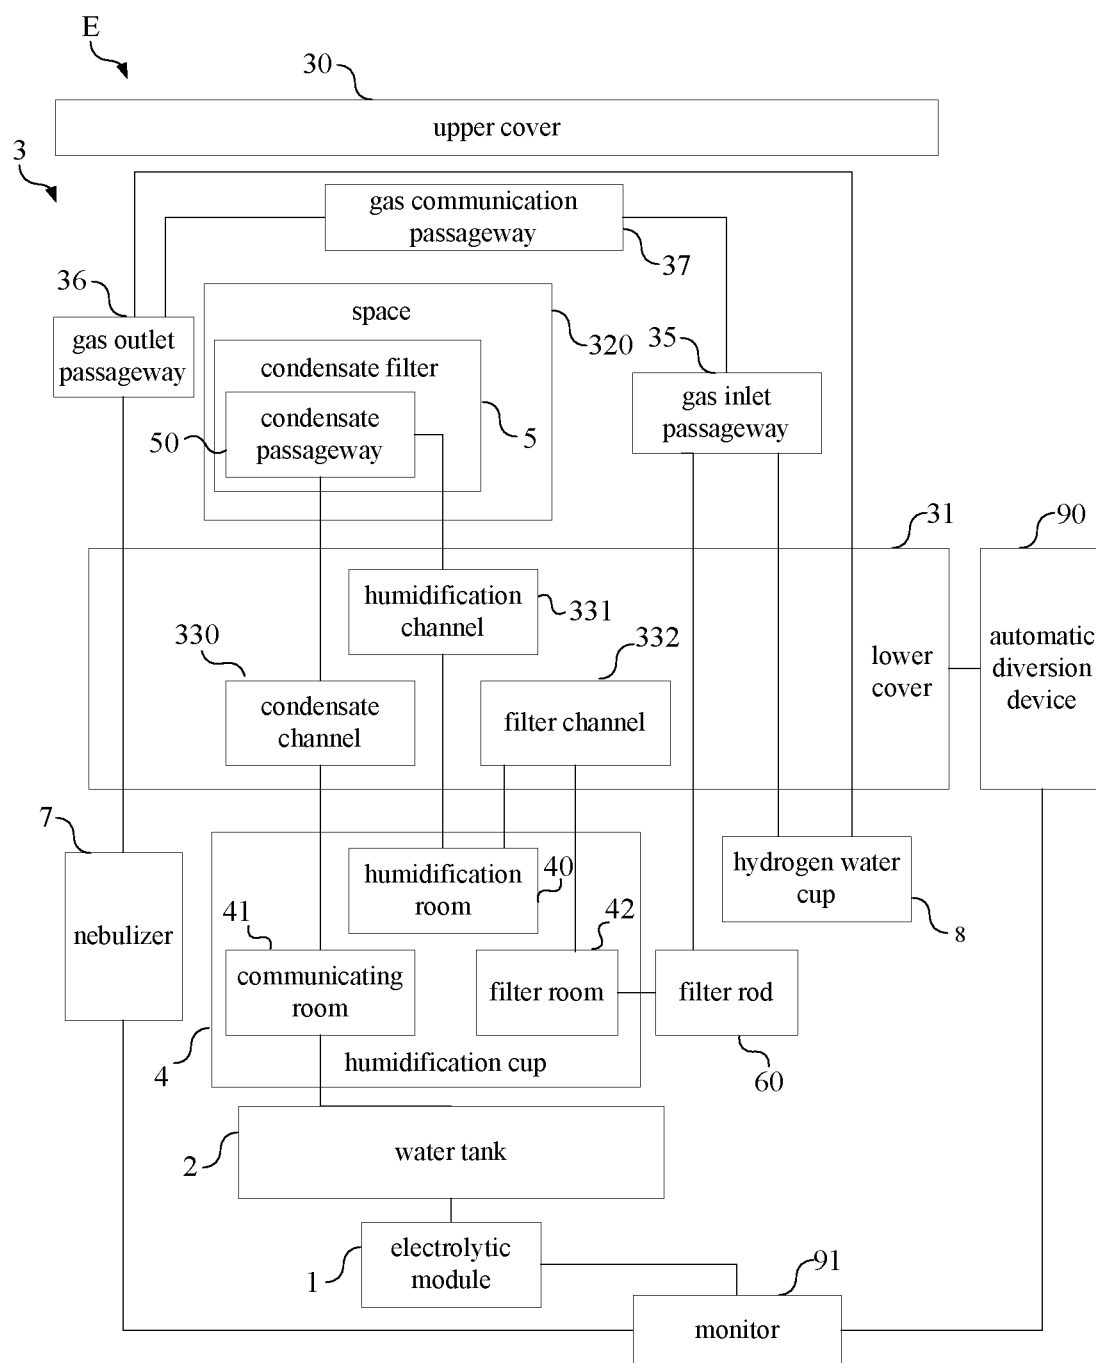 E
30
upper cover
3
gas communication
passageway
37
36
gas outlet
passageway
space
320
condensate filter
5
condensate
passageway
50
35
gas inlet
passageway
31
90
humidification
channel
331
330
condensate
channel
332
filter channel
lower
cover
automatic
diversion
device
7
nebulizer
humidification
room
40
hydrogen water
cup
8
41
communicating
room
42
filter room
filter rod
60
4
humidification cup
2
water tank
1
electrolytic
module
91
monitor